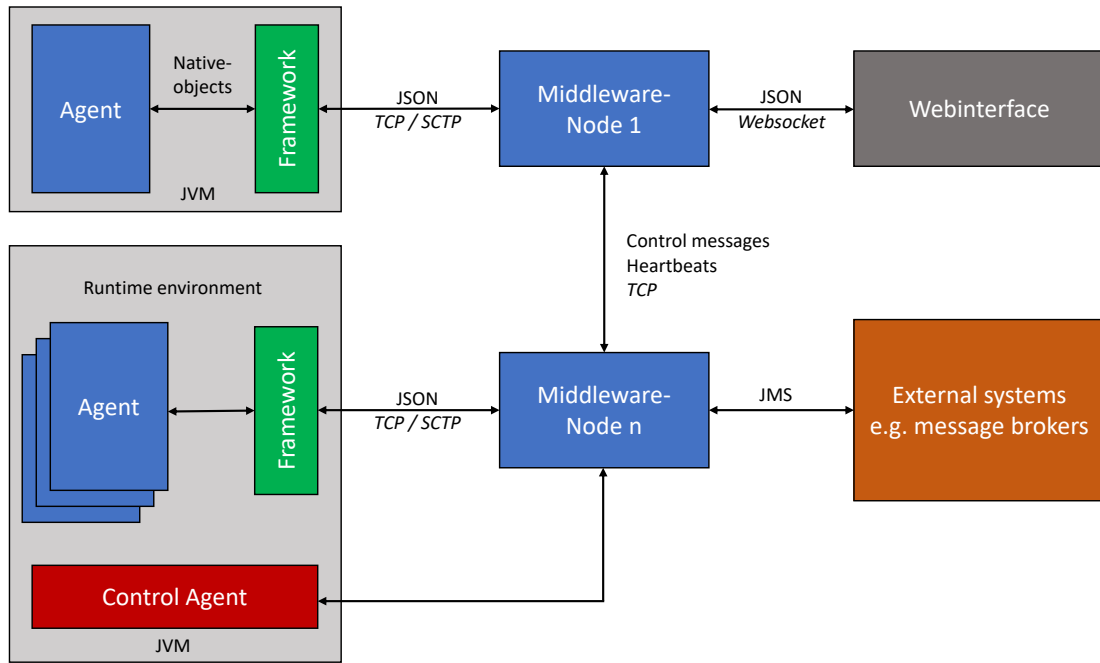 Agent
Native-
objects
Framework
JVM
JSON
TCP / SCTP
Middleware-
Node 1
JSON
Websocket
Webinterface
Control messages
Heartbeats
TCP
Runtime environment
Agent
Framework
JSON
TCP / SCTP
Middleware-
Node n
JMS
External systems
e.g. message brokers
Control Agent
JVM